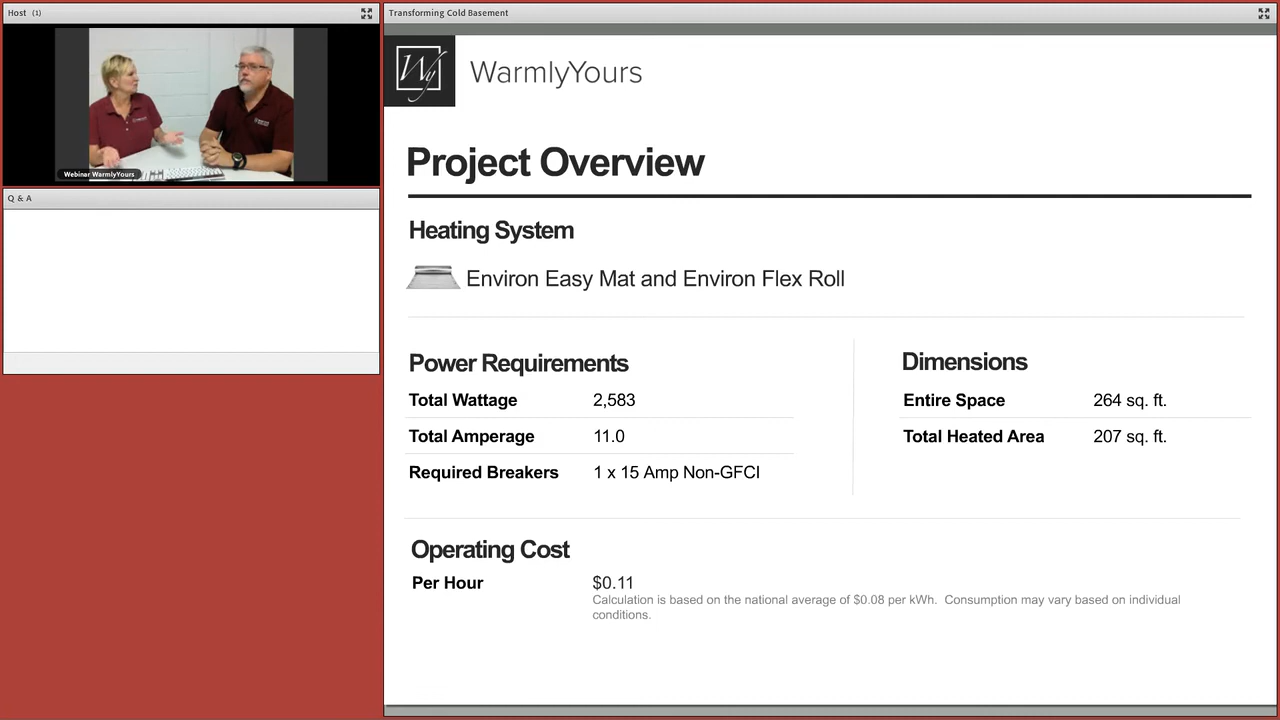 Host (1)
Webinar WarmlyYours
Q & A
Transforming Cold Basement
Wy
WarmlyYours
Project Overview
Heating System
Environ Easy Mat and Environ Flex Roll
Power Requirements
Total Wattage 2,583
Total Amperage 11.0
Required Breakers 1 x 15 Amp Non-GFCI
Dimensions
Entire Space 264 sq. ft.
Total Heated Area 207 sq. ft.
Operating Cost
Per Hour $0.11
Calculation is based on the national average of $0.08 per kWh. Consumption may vary based on individual
conditions.